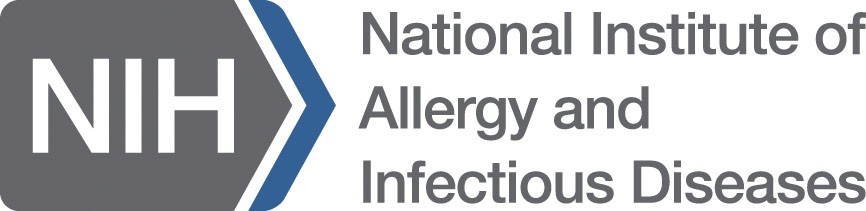 NIH
National Institute of
Allergy and
Infectious Diseases